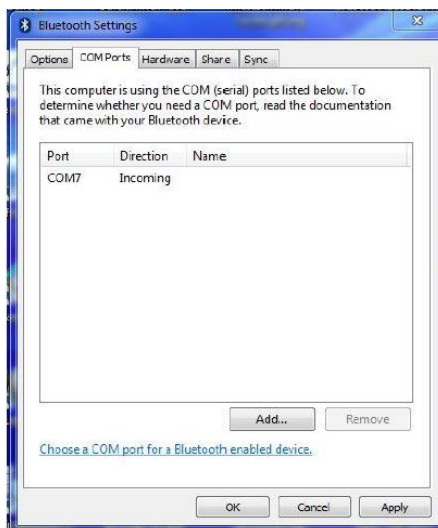 Bluetooth Settings
Options COM Ports Hardware Share Sync
This computer is using the COM (serial) ports listed below. To
determine whether you need a COM port, read the documentation
that came with your Bluetooth device.
Port Direction Name
COM7 Incoming
Add... Remove
Choose a COM port for a Bluetooth enabled device.
OK Cancel Apply